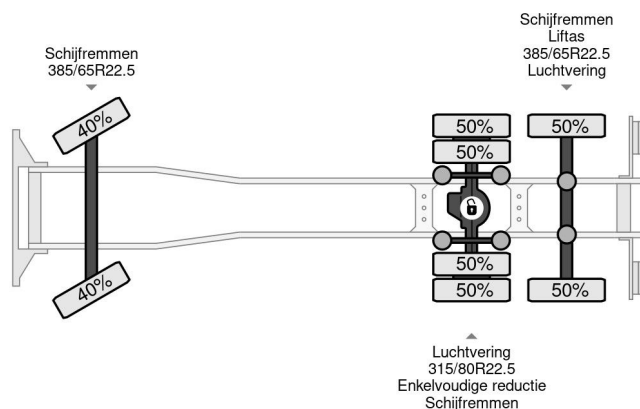 Schijfremmen
385/65R22.5
Schijfremmen
Liftas
385/65R22.5
Luchtvering
40%
50%
50%
50%
40%
50%
50%
50%
Luchtvering
315/80R22.5
Enkelvoudige reductie
Schijfremmen